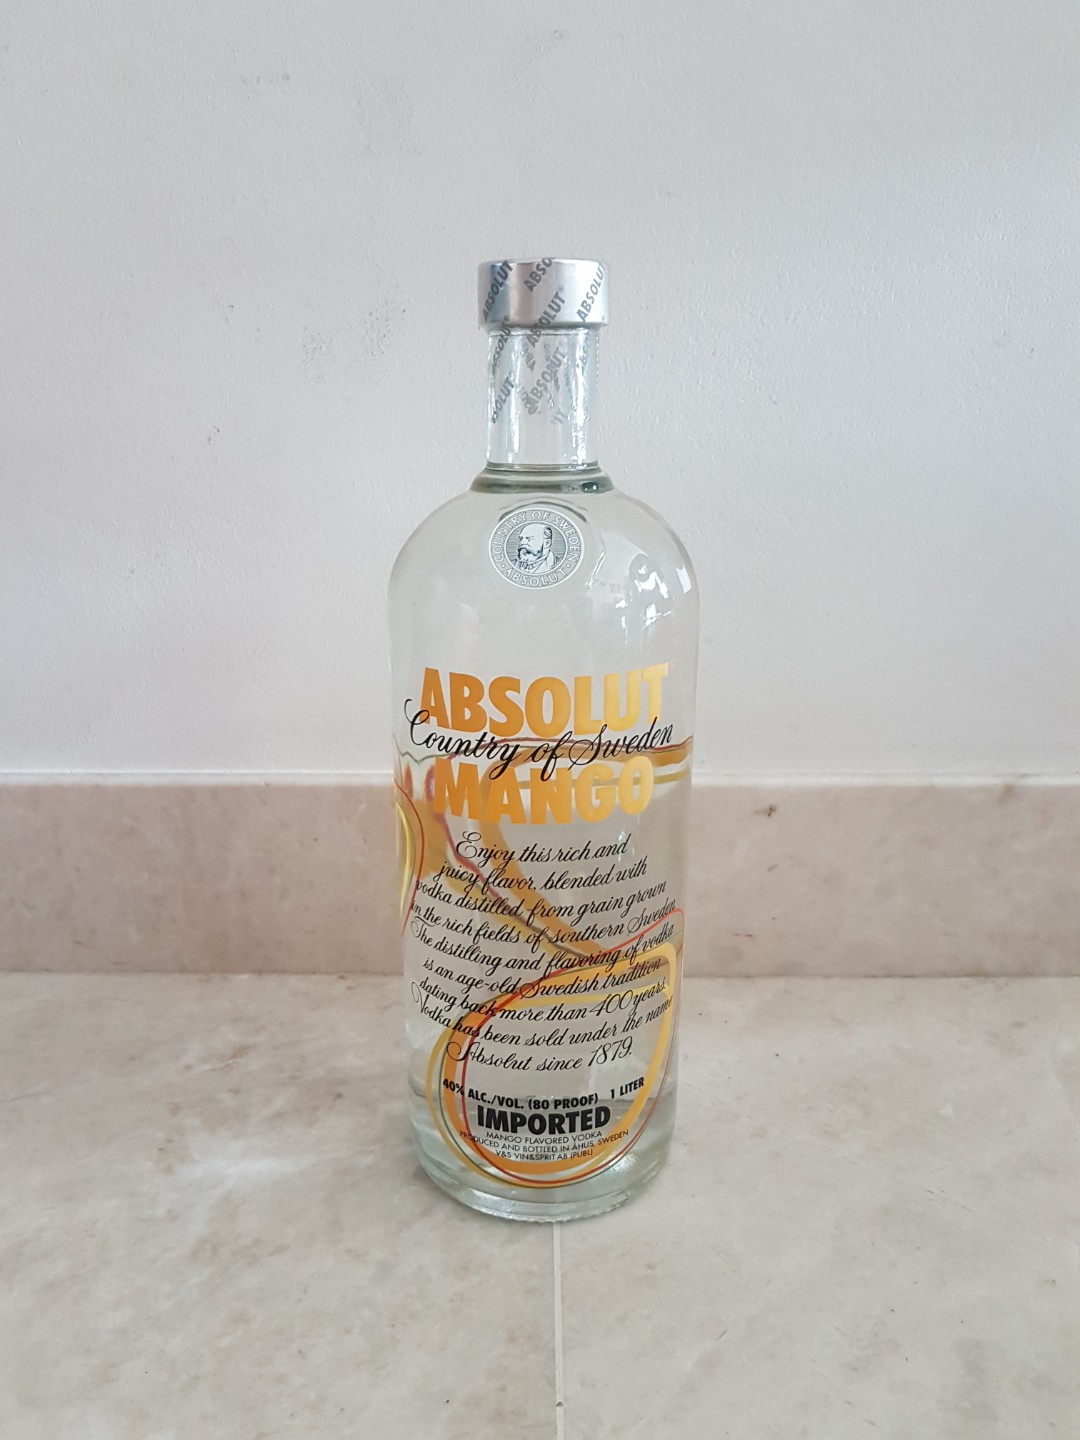 ABSOLUT
ABSOLUT
ABSOLUT
ABSOLUT
ABSOLUT
COUNTRY OF SWEDEN
ABSOLUT
ABSOLUT
Country of Sweden
MANGO
Enjoy this rich and
juicy flavor, blended with
vodka distilled from grain grown
in the rich fields of southern Sweden.
The distilling and flavoring of vodka
is an age-old Swedish tradition
dating back more than 400 years.
Vodka has been sold under the name
Absolut since 1879.
40% ALC./VOL. (80 PROOF) 1 LITER
IMPORTED
MANGO FLAVORED VODKA
PRODUCED AND BOTTLED IN ÅHUS, SWEDEN
V&S VIN&SPRIT AB (PUBL)